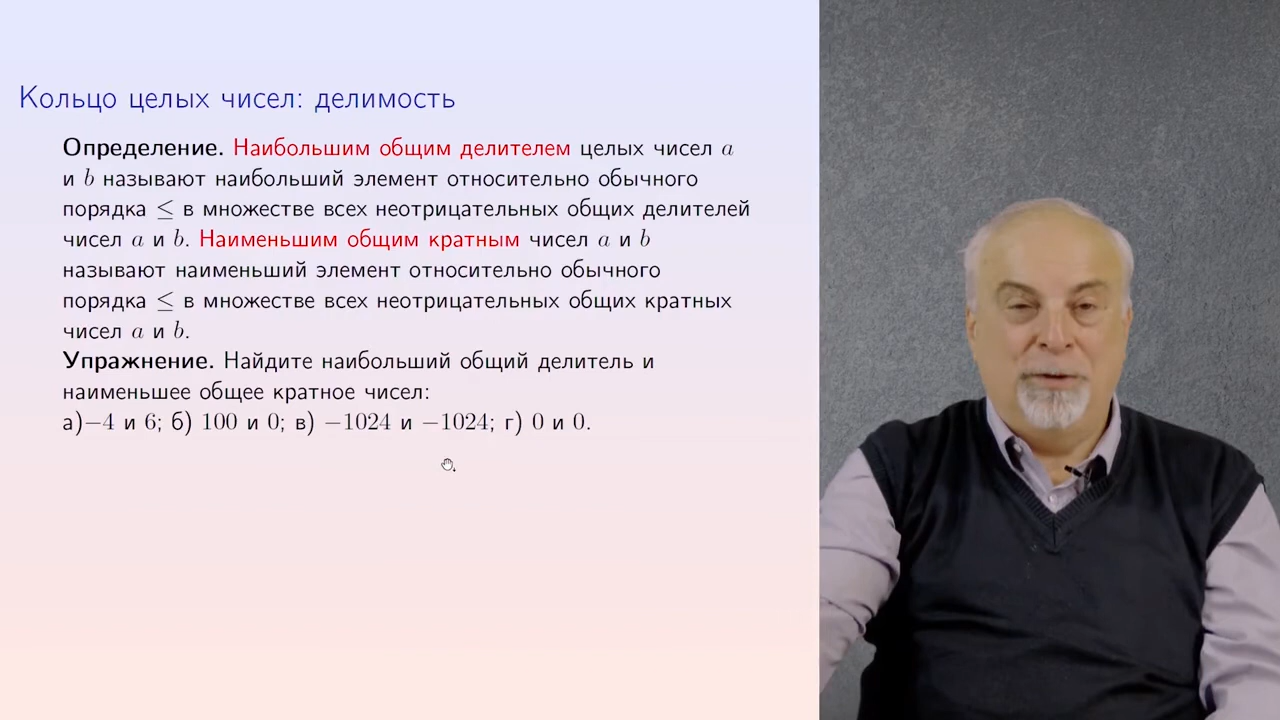 Кольцо целых чисел: делимость
Определение. Наибольшим общим делителем целых чисел a
и b называют наибольший элемент относительно обычного
порядка ≤ в множестве всех неотрицательных общих делителей
чисел a и b. Наименьшим общим кратным чисел a и b
называют наименьший элемент относительно обычного
порядка ≤ в множестве всех неотрицательных общих кратных
чисел a и b.
Упражнение. Найдите наибольший общий делитель и
наименьшее общее кратное чисел:
а)−4 и 6; б) 100 и 0; в) −1024 и −1024; г) 0 и 0.